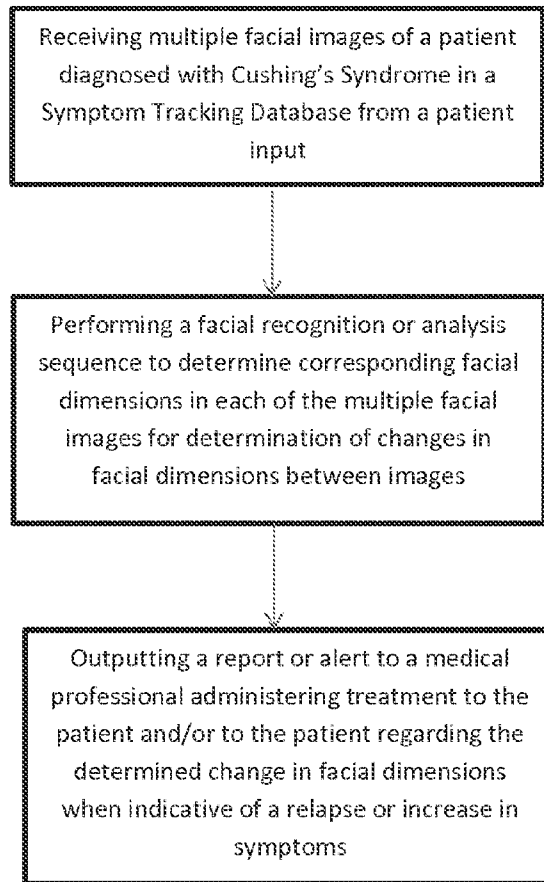 Receiving multiple facial images of a patient
diagnosed with Cushing's Syndrome in a
Symptom Tracking Database from a patient
input
Performing a facial recognition or analysis
sequence to determine corresponding facial
dimensions in each of the multiple facial
images for determination of changes in
facial dimensions between images
Outputting a report or alert to a medical
professional administering treatment to the
patient and/or to the patient regarding the
determined change in facial dimensions
when indicative of a relapse or increase in
symptoms